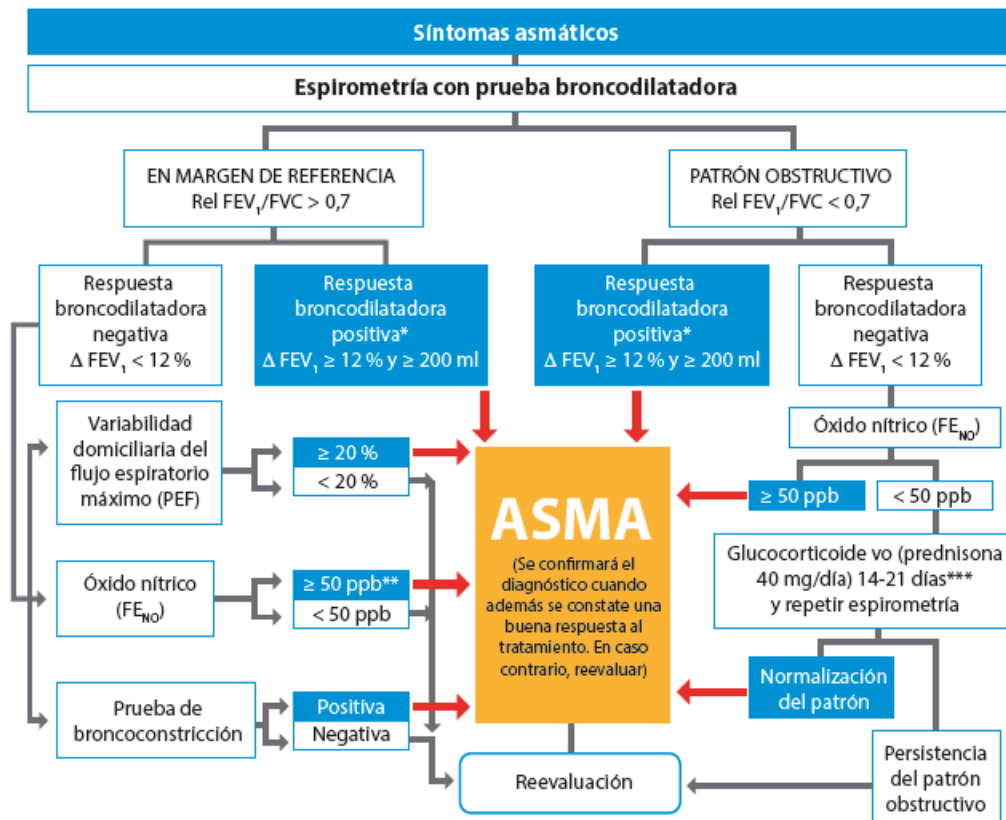 Síntomas asmáticos
Espirometría con prueba broncodilatadora
EN MARGEN DE REFERENCIA
Rel FEV₁/FVC > 0,7
PATRÓN OBSTRUCTIVO
Rel FEV₁/FVC < 0,7
Respuesta
broncodilatadora
negativa
Δ FEV₁ < 12 %
Respuesta
broncodilatadora
positiva*
Δ FEV₁ ≥ 12 % y ≥ 200 ml
Respuesta
broncodilatadora
positiva*
Δ FEV₁ ≥ 12 % y ≥ 200 ml
Respuesta
broncodilatadora
negativa
Δ FEV₁ < 12 %
Variabilidad
domiciliaria del
flujo espiratorio
máximo (PEF)
≥ 20 %
< 20 %
Óxido nítrico
(FE_NO)
≥ 50 ppb**
< 50 ppb
Prueba de
broncoconstricción
Positiva
Negativa
ASMA
(Se confirmará el
diagnóstico cuando
además se constate una
buena respuesta al
tratamiento. En caso
contrario, reevaluar)
Reevaluación
Óxido nítrico (FE_NO)
≥ 50 ppb
< 50 ppb
Glucocorticoide vo (prednisona
40 mg/día) 14-21 días***
y repetir espirometría
Normalización
del patrón
Persistencia
del patrón
obstructivo